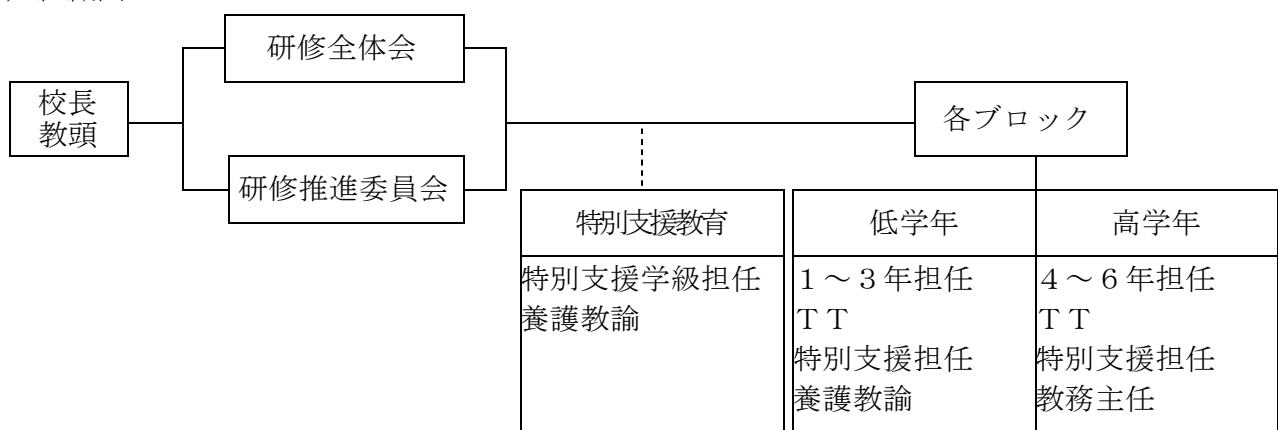 研修全体会
校長
教頭
各ブロック
研修推進委員会
特別支援教育
低学年
高学年
特別支援学級担任
養護教諭
１～３年担任
ＴＴ
特別支援担任
養護教諭
４～６年担任
ＴＴ
特別支援担任
教務主任